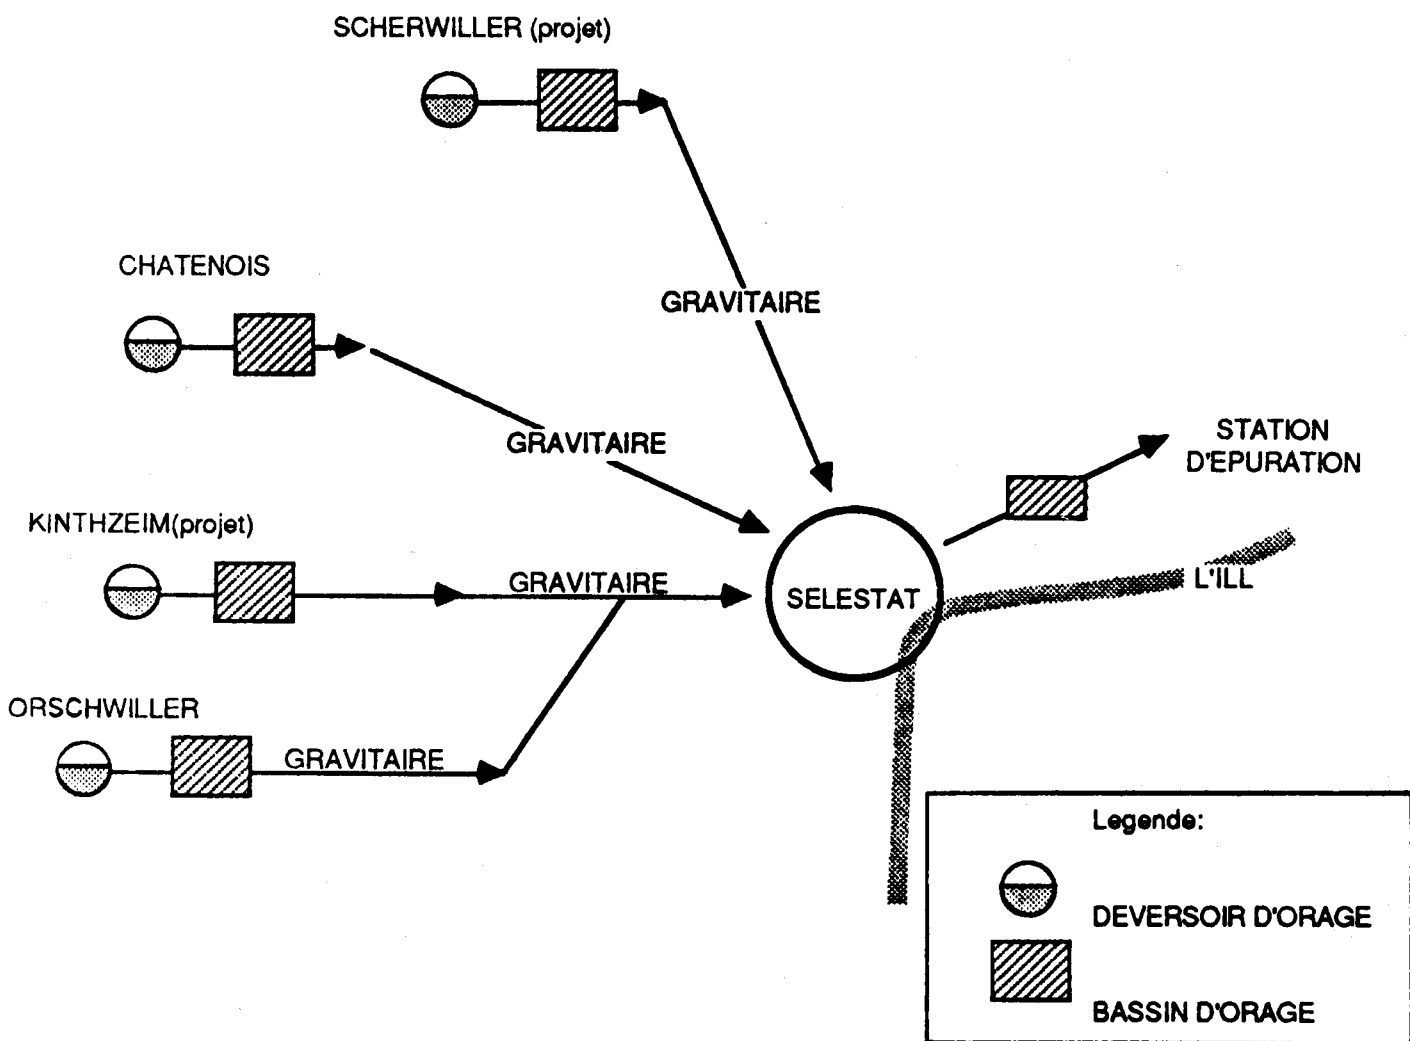 SCHERWILLER (projet)
CHATENOIS
GRAVITAIRE
GRAVITAIRE
STATION
D'EPURATION
KINTHZEIM(projet)
GRAVITAIRE
L'ILL
SELESTAT
ORSCHWILLER
GRAVITAIRE
Legende:
DEVERSOIR D'ORAGE
BASSIN D'ORAGE